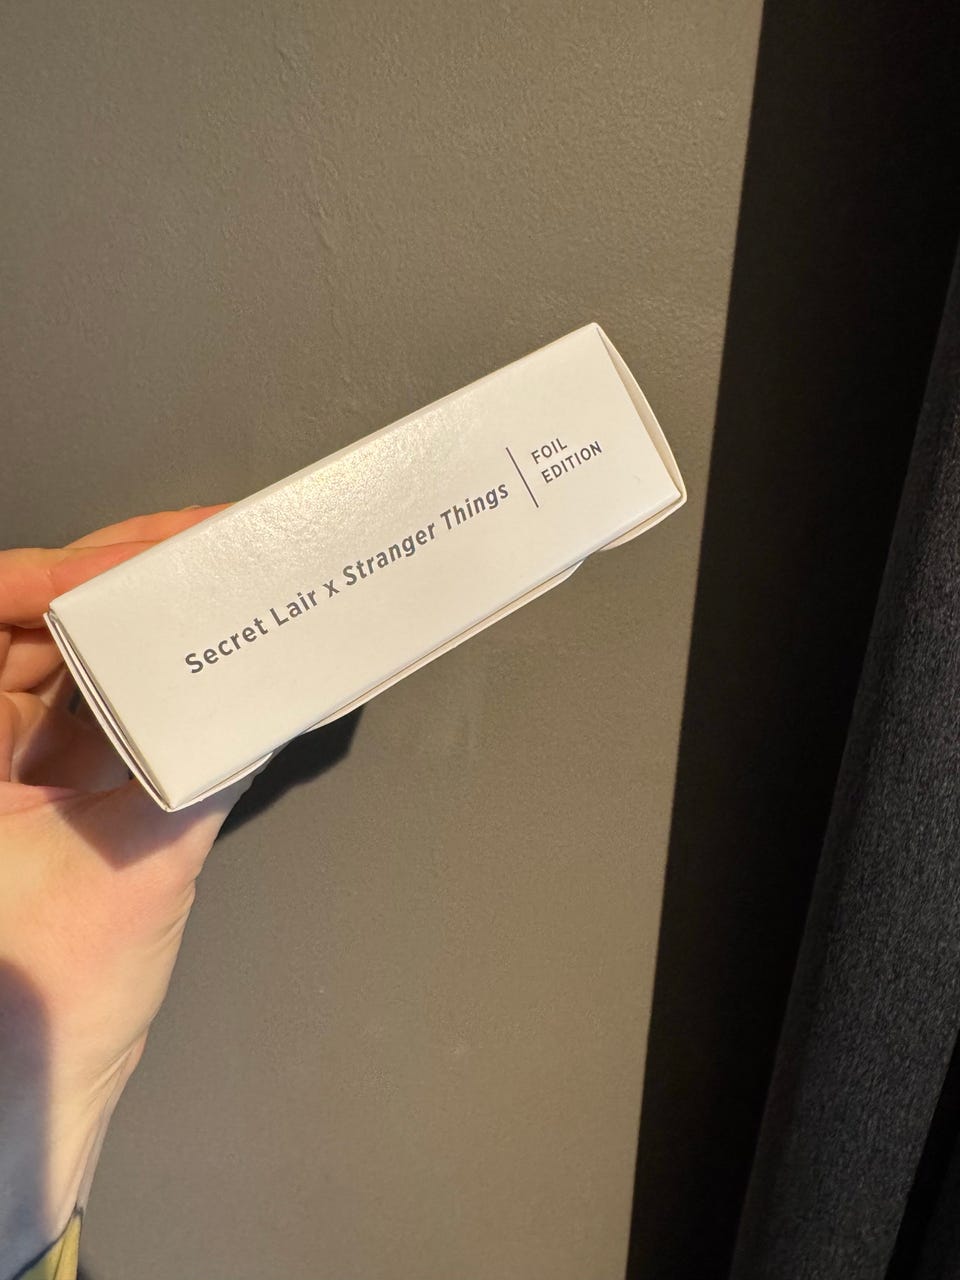 Secret Lair x Stranger Things
FOIL
EDITION